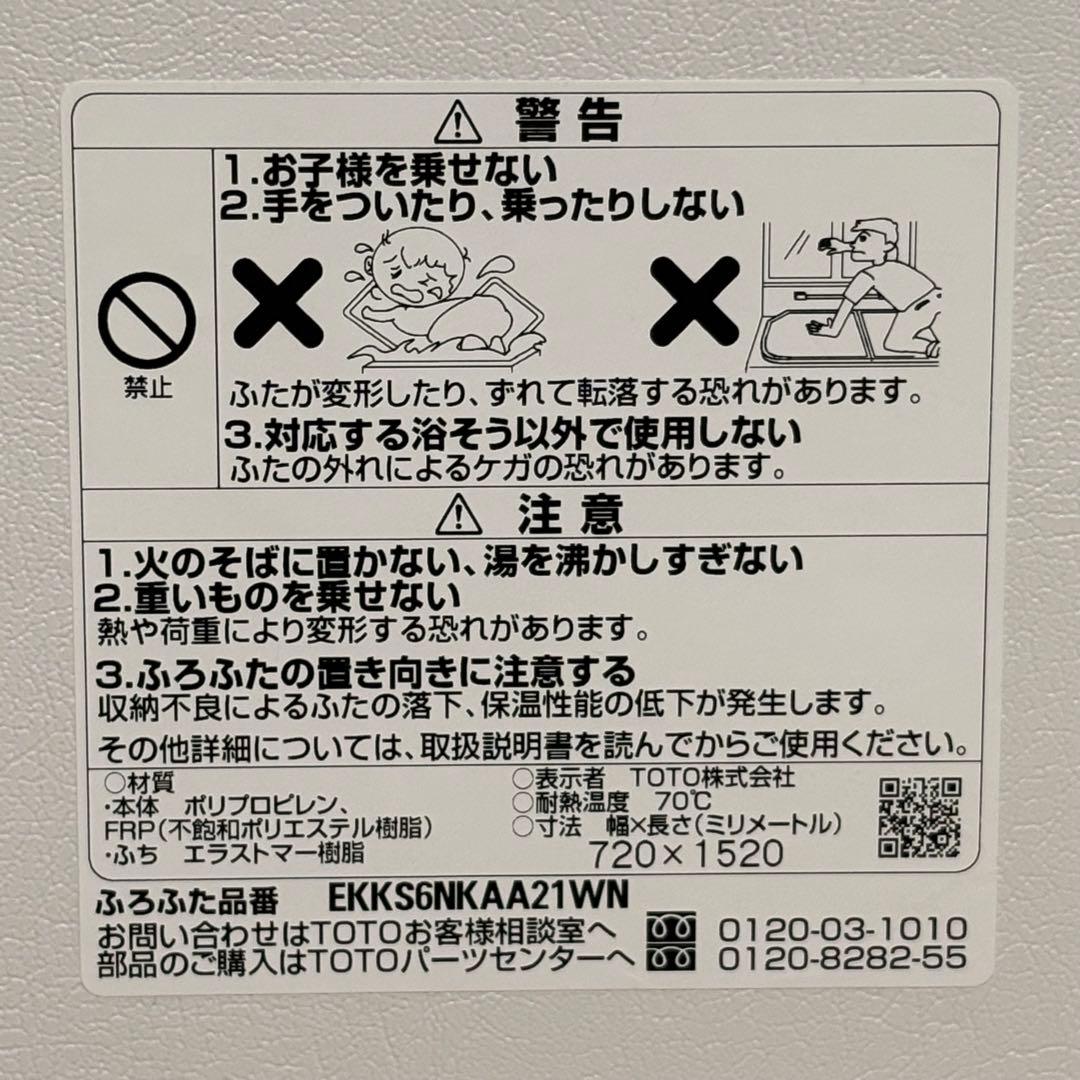 警告
禁止
1.お子様を乗せない
2.手をついたり、乗ったりしない
ふたが変形したり、ずれて転落する恐れがあります。
3.対応する浴そう以外で使用しない
ふたの外れによるケガの恐れがあります。
注意
1.火のそばに置かない、湯を沸かしすぎない
2.重いものを乗せない
熱や荷重により変形する恐れがあります。
3.ふろふたの置き向きに注意する
収納不良によるふたの落下、保温性能の低下が発生します。
その他詳細については、取扱説明書を読んでからご使用ください。
○材質
・本体 ポリプロピレン、
FRP(不飽和ポリエステル樹脂)
・ふち エラストマー樹脂
○表示者 TOTO株式会社
○耐熱温度 70℃
○寸法 幅×長さ(ミリメートル)
720×1520
ふろふた品番 EKKS6NKAA21WN
お問い合わせはTOTOお客様相談室へ 0120-03-1010
部品のご購入はTOTOパーツセンターへ 0120-8282-55